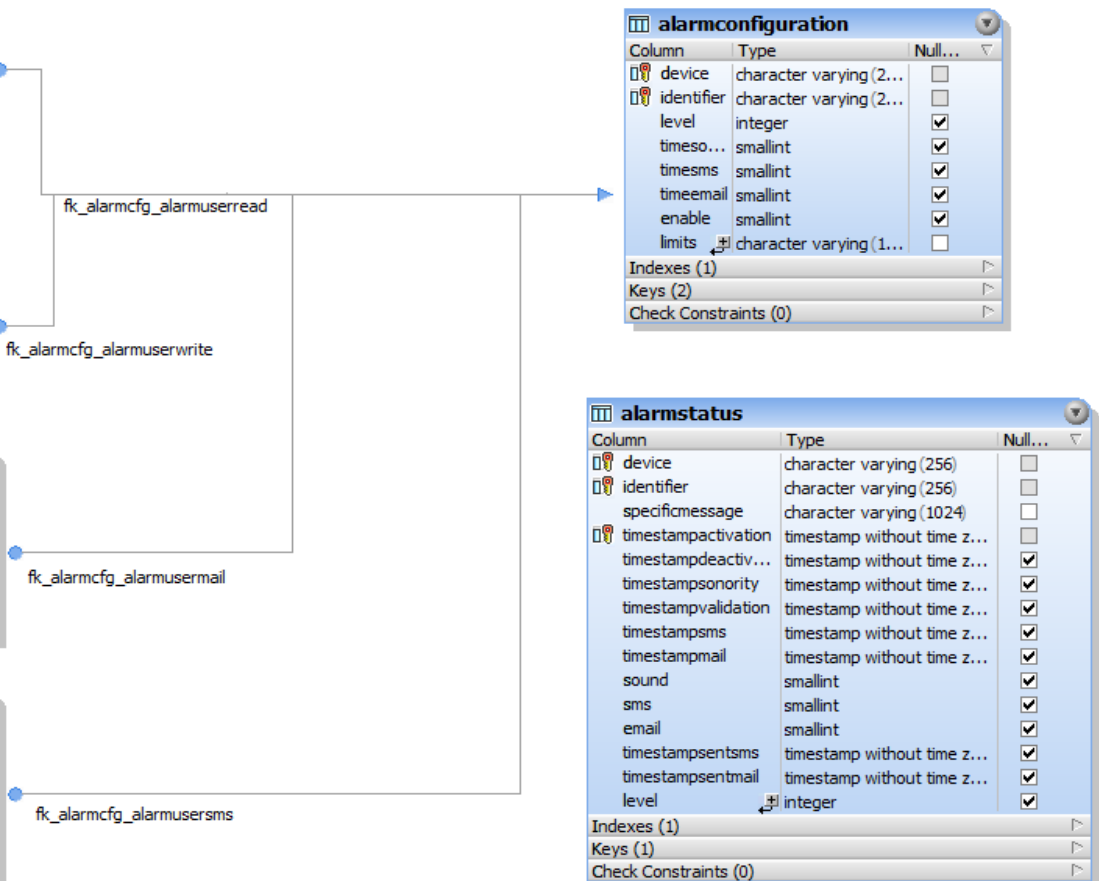 alarmconfiguration
Column Type Null...
device character varying (2...
identifier character varying (2...
level integer
timeso... smallint
timesms smallint
timeemail smallint
enable smallint
limits character varying (1...
Indexes (1)
Keys (2)
Check Constraints (0)
fk_alarmcfg_alarmuserread
fk_alarmcfg_alarmuserwrite
fk_alarmcfg_alarmusermail
fk_alarmcfg_alarmusersms
alarmstatus
Column Type Null...
device character varying (256)
identifier character varying (256)
specificmessage character varying (1024)
timestampactivation timestamp without time z...
timestampdeactiv... timestamp without time z...
timestampsonority timestamp without time z...
timestampvalidation timestamp without time z...
timestampsms timestamp without time z...
timestampmail timestamp without time z...
sound smallint
sms smallint
email smallint
timestampsentsms timestamp without time z...
timestampsentmail timestamp without time z...
level integer
Indexes (1)
Keys (1)
Check Constraints (0)